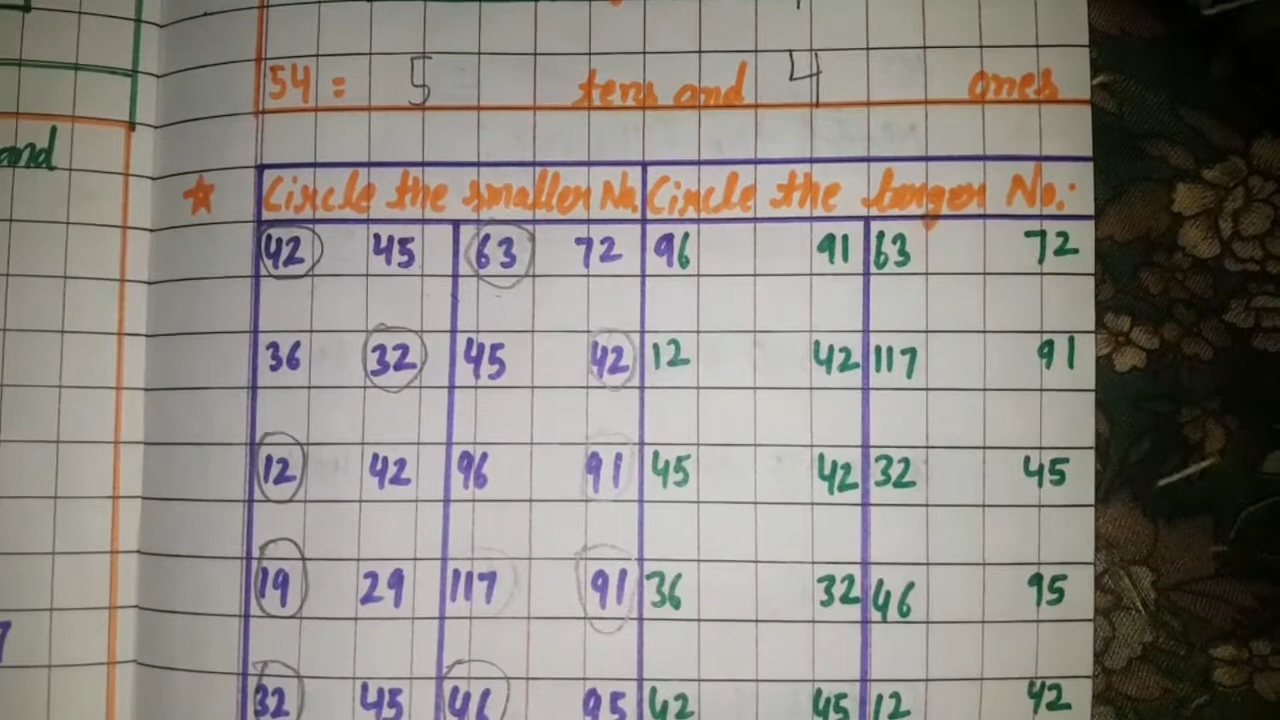 and
7
54 = 5 tens and 4 ones
Circle the smaller No. Circle the larger No.:
42 45 63 72 96 91 63 72
36 32 45 42 12 42 117 91
12 42 96 91 45 42 32 45
19 29 117 91 36 32 46 95
32 45 46 95 42 45 12 42